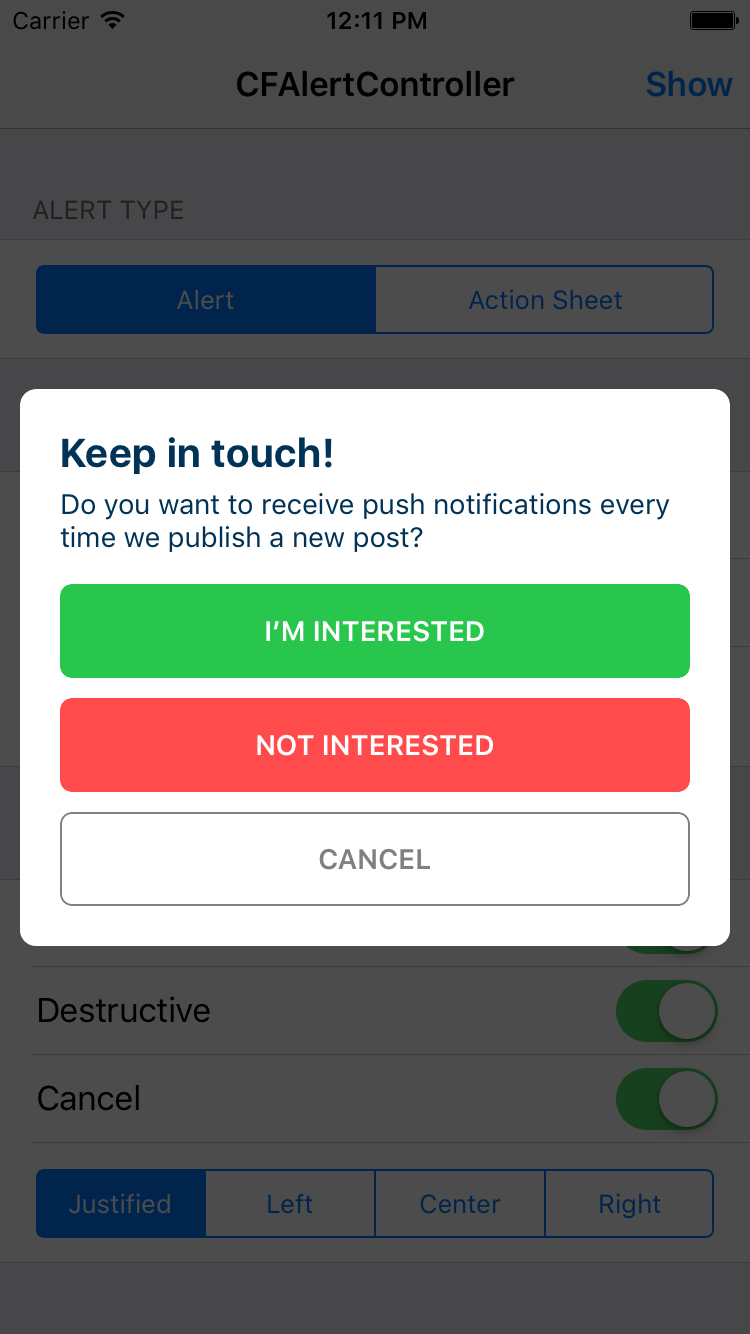 Carrier 12:11 PM
CFAlertController Show
ALERT TYPE
Alert Action Sheet
Keep in touch!
Do you want to receive push notifications every
time we publish a new post?
I’M INTERESTED
NOT INTERESTED
CANCEL
Destructive
Cancel
Justified Left Center Right